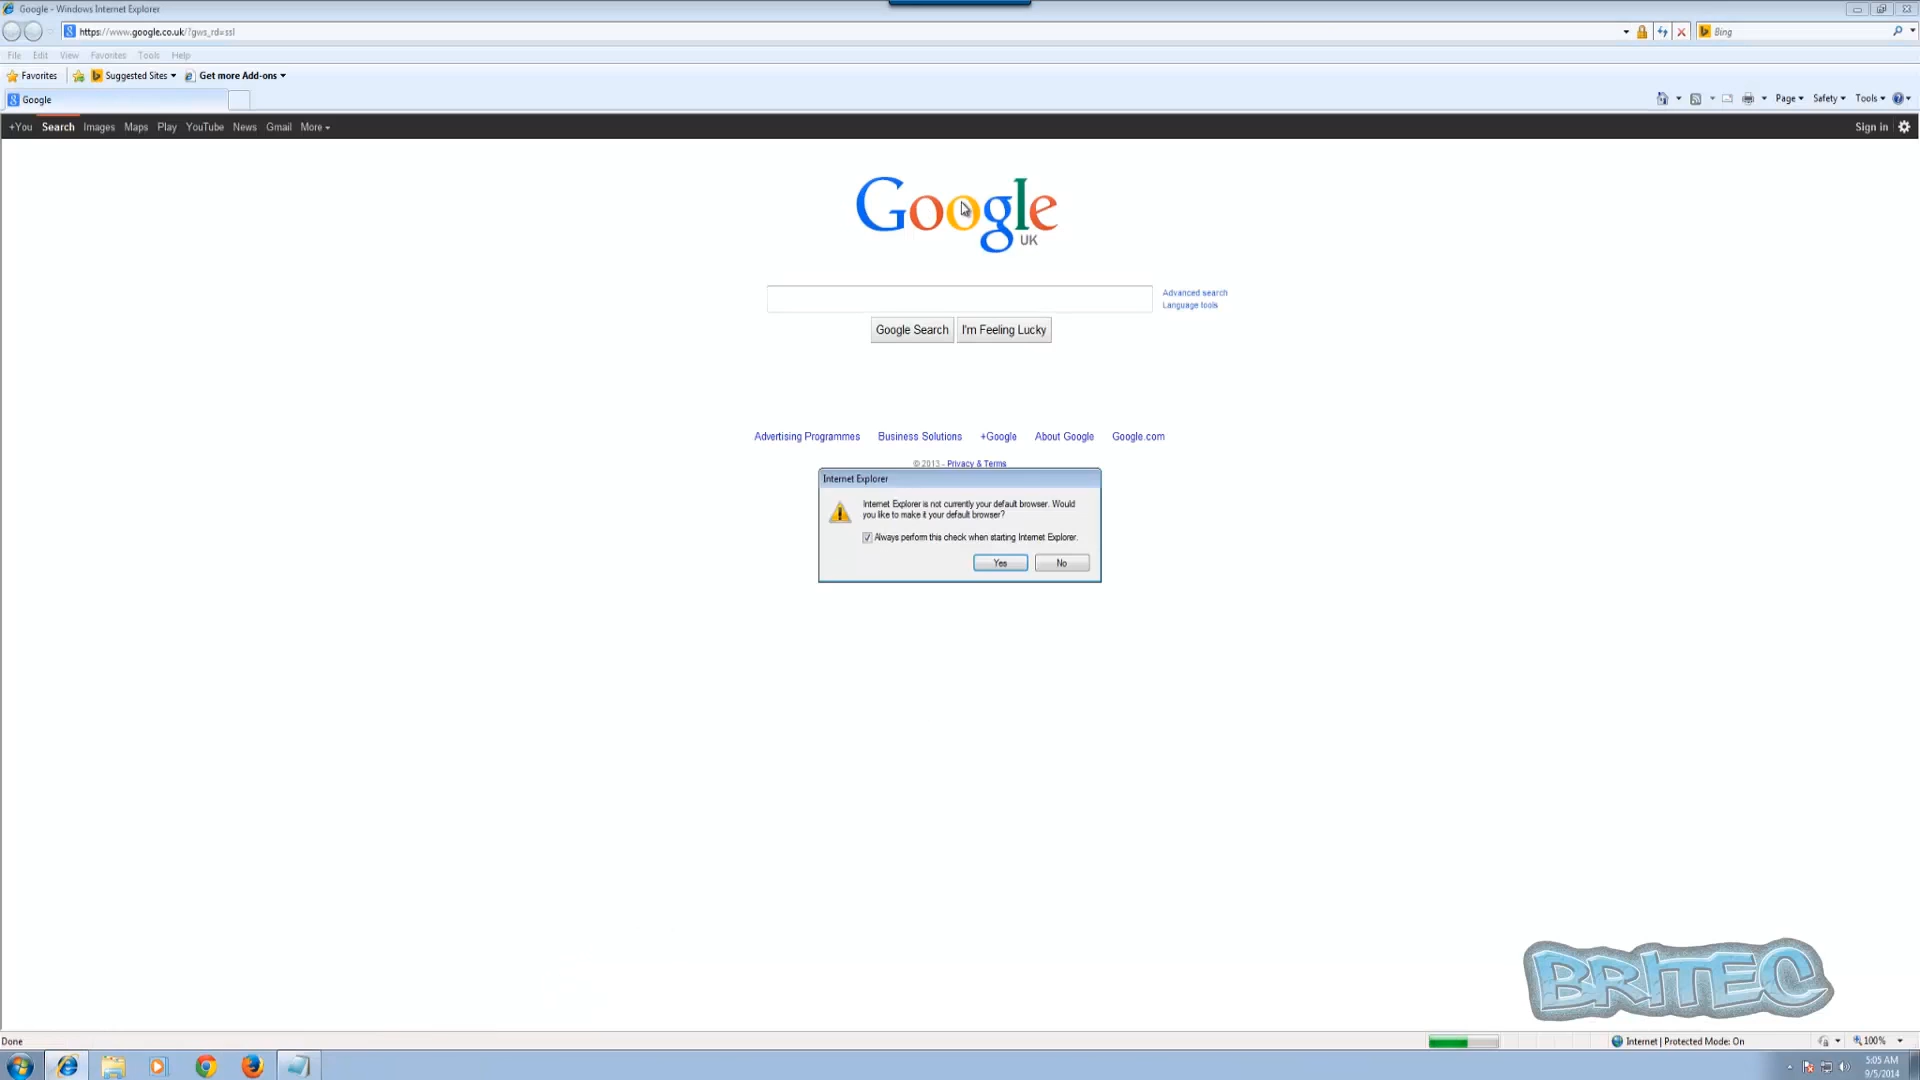 Google - Windows Internet Explorer
https://www.google.co.uk/?gws_rd=ssl
Bing
File Edit View Favorites Tools Help
Favorites Suggested Sites Get more Add-ons
Google
Page Safety Tools
+You Search Images Maps Play YouTube News Gmail More
Sign in
Google
UK
Advanced search
Language tools
Google Search I'm Feeling Lucky
Advertising Programmes Business Solutions +Google About Google Google.com
© 2013 - Privacy & Terms
Internet Explorer
Internet Explorer is not currently your default browser. Would
you like to make it your default browser?
Always perform this check when starting Internet Explorer.
Yes No
BRITEC
Done
Internet | Protected Mode: On
100%
5:05 AM
9/5/2014